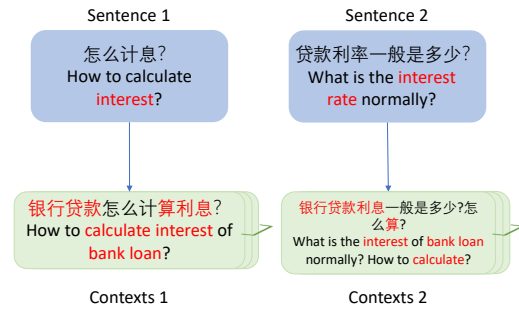 Sentence 1
怎么计息?
How to calculate
interest?
银行贷款怎么计算利息?
How to calculate interest of
bank loan?
Contexts 1
Sentence 2
贷款利率一般是多少?
What is the interest
rate normally?
银行贷款利息一般是多少?怎
么算?
What is the interest of bank loan
normally? How to calculate?
Contexts 2